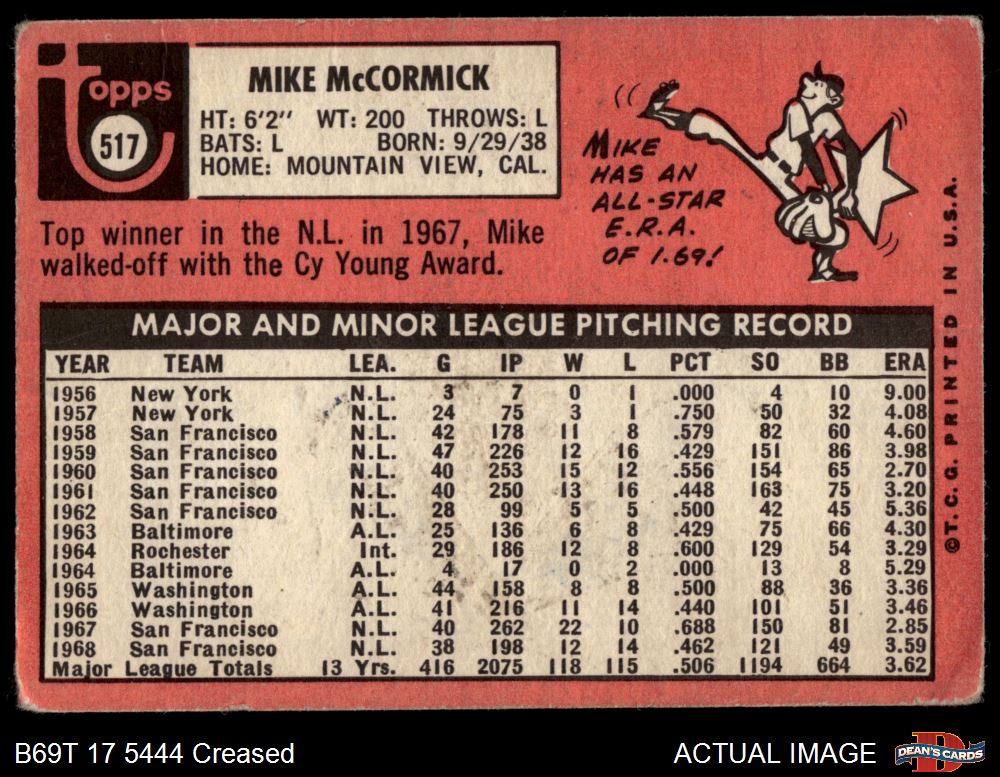 topps
517
MIKE McCORMICK
HT: 6'2" WT: 200 THROWS: L
BATS: L BORN: 9/29/38
HOME: MOUNTAIN VIEW, CAL.
Top winner in the N.L. in 1967, Mike
walked-off with the Cy Young Award.
MIKE
HAS AN
ALL-STAR
E.R.A.
OF 1.69!
MAJOR AND MINOR LEAGUE PITCHING RECORD
YEAR TEAM LEA. G IP W L PCT SO BB ERA
1956 New York N.L. 3 7 0 1 .000 4 10 9.00
1957 New York N.L. 24 75 3 1 .750 50 32 4.08
1958 San Francisco N.L. 42 178 11 8 .579 82 60 4.60
1959 San Francisco N.L. 47 226 12 16 .429 151 86 3.98
1960 San Francisco N.L. 40 253 15 12 .556 154 65 2.70
1961 San Francisco N.L. 40 250 13 16 .448 163 75 3.20
1962 San Francisco N.L. 28 99 5 5 .500 42 45 5.36
1963 Baltimore A.L. 25 136 6 8 .429 75 66 4.30
1964 Rochester Int. 29 186 12 8 .600 129 54 3.29
1964 Baltimore A.L. 4 17 0 2 .000 13 8 5.29
1965 Washington A.L. 44 158 8 8 .500 88 36 3.36
1966 Washington A.L. 41 216 11 14 .440 101 51 3.46
1967 San Francisco N.L. 40 262 22 10 .688 150 81 2.85
1968 San Francisco N.L. 38 198 12 14 .462 121 49 3.59
Major League Totals 13 Yrs. 416 2075 118 115 .506 1194 664 3.62
©T.C.G. PRINTED IN U.S.A.
B69T 17 5444 Creased
ACTUAL IMAGE
DEAN'S CARDS